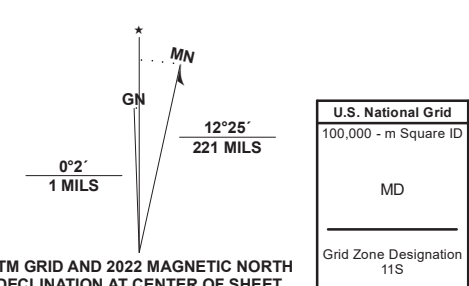 ★
MN
GN
12°25´
221 MILS
0°2´
1 MILS
TM GRID AND 2022 MAGNETIC NORTH
DECLINATION AT CENTER OF SHEET
U.S. National Grid
100,000 - m Square ID
MD
Grid Zone Designation
11S